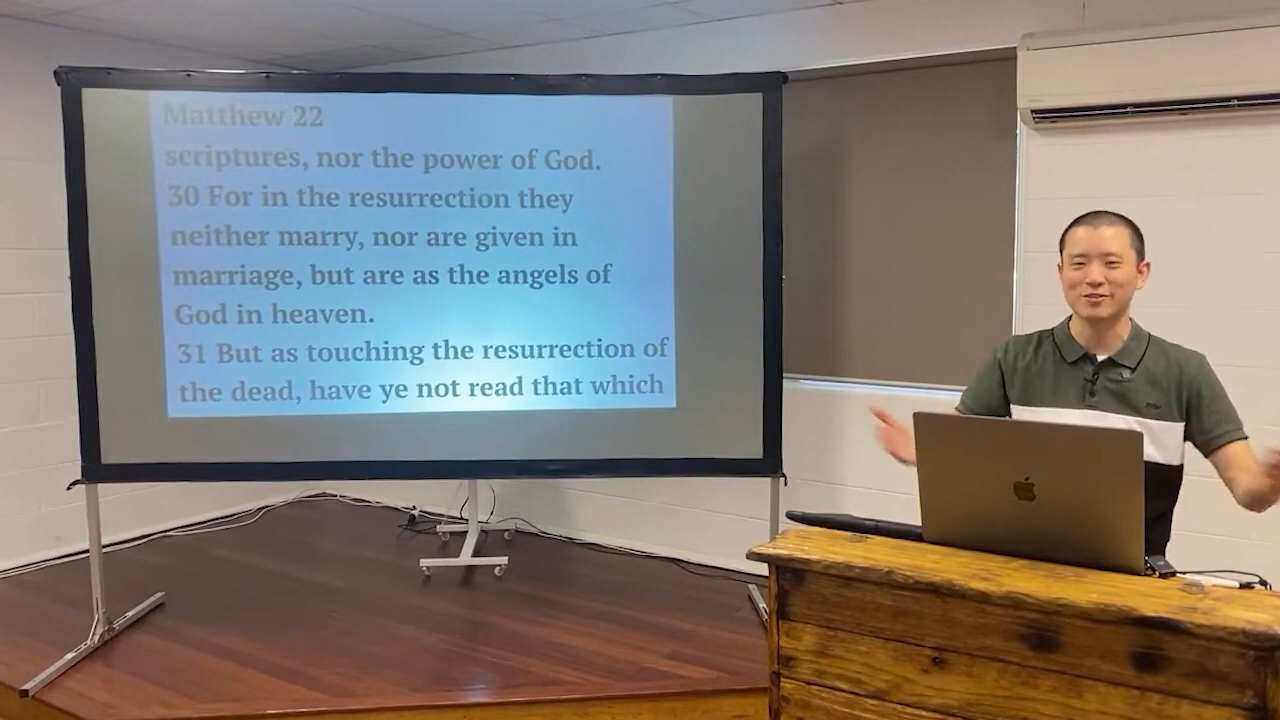 Matthew 22
scriptures, nor the power of God.
30 For in the resurrection they
neither marry, nor are given in
marriage, but are as the angels of
God in heaven.
31 But as touching the resurrection of
the dead, have ye not read that which